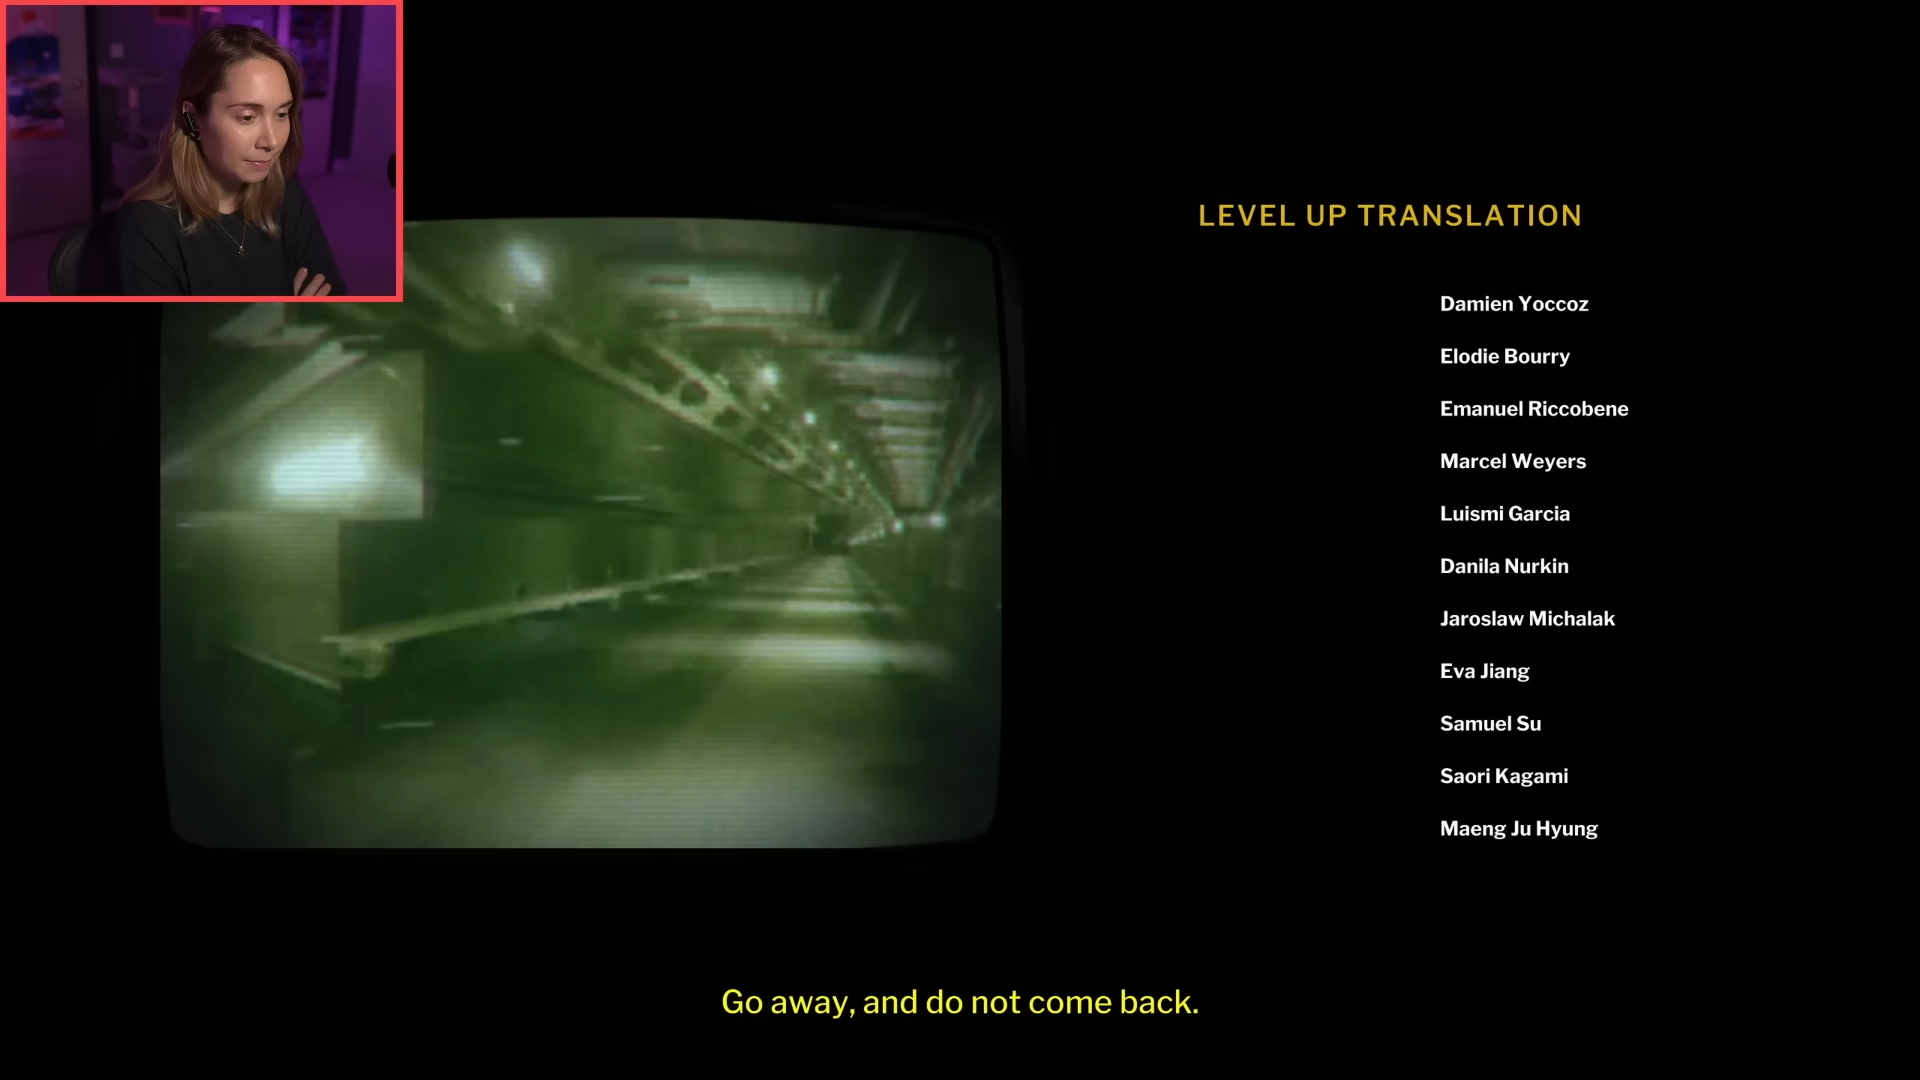 LEVEL UP TRANSLATION
Damien Yoccoz
Elodie Bourry
Emanuel Riccobene
Marcel Weyers
Luismi Garcia
Danila Nurkin
Jaroslaw Michalak
Eva Jiang
Samuel Su
Saori Kagami
Maeng Ju Hyung
Go away, and do not come back.